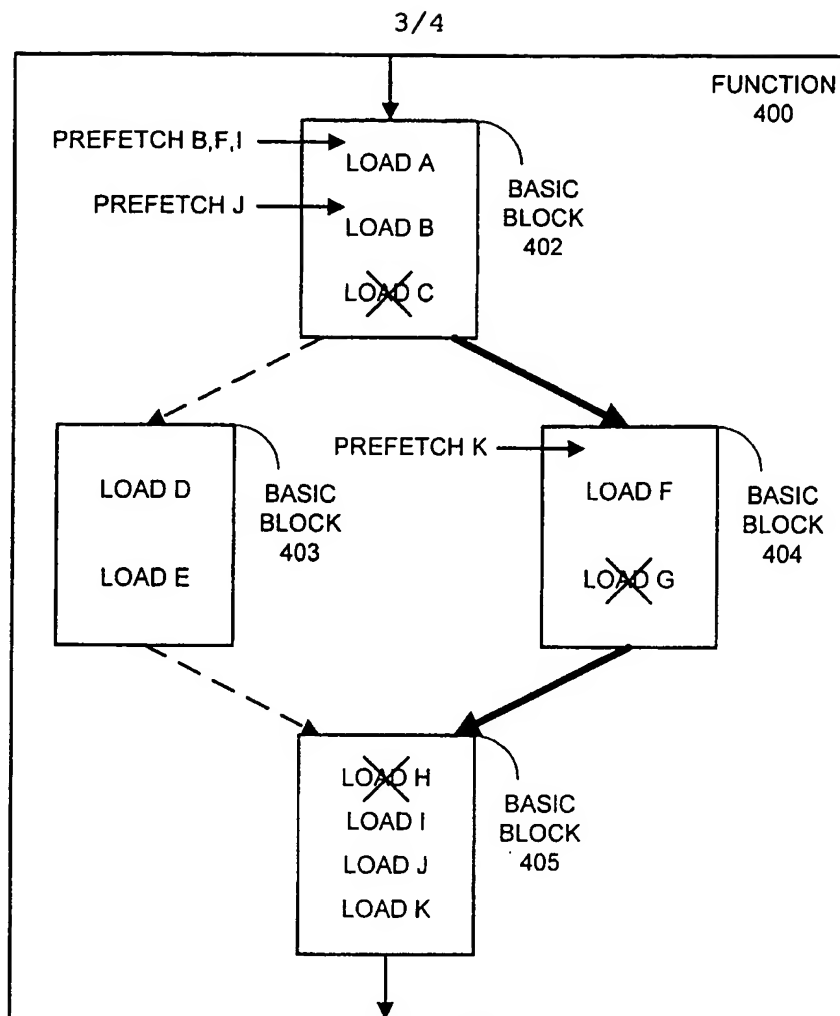 3/4
FUNCTION
400
PREFETCH B,F,I
LOAD A
PREFETCH J
LOAD B
LOAD C
BASIC
BLOCK
402
LOAD D
LOAD E
BASIC
BLOCK
403
PREFETCH K
LOAD F
LOAD G
BASIC
BLOCK
404
LOAD H
LOAD I
LOAD J
LOAD K
BASIC
BLOCK
405